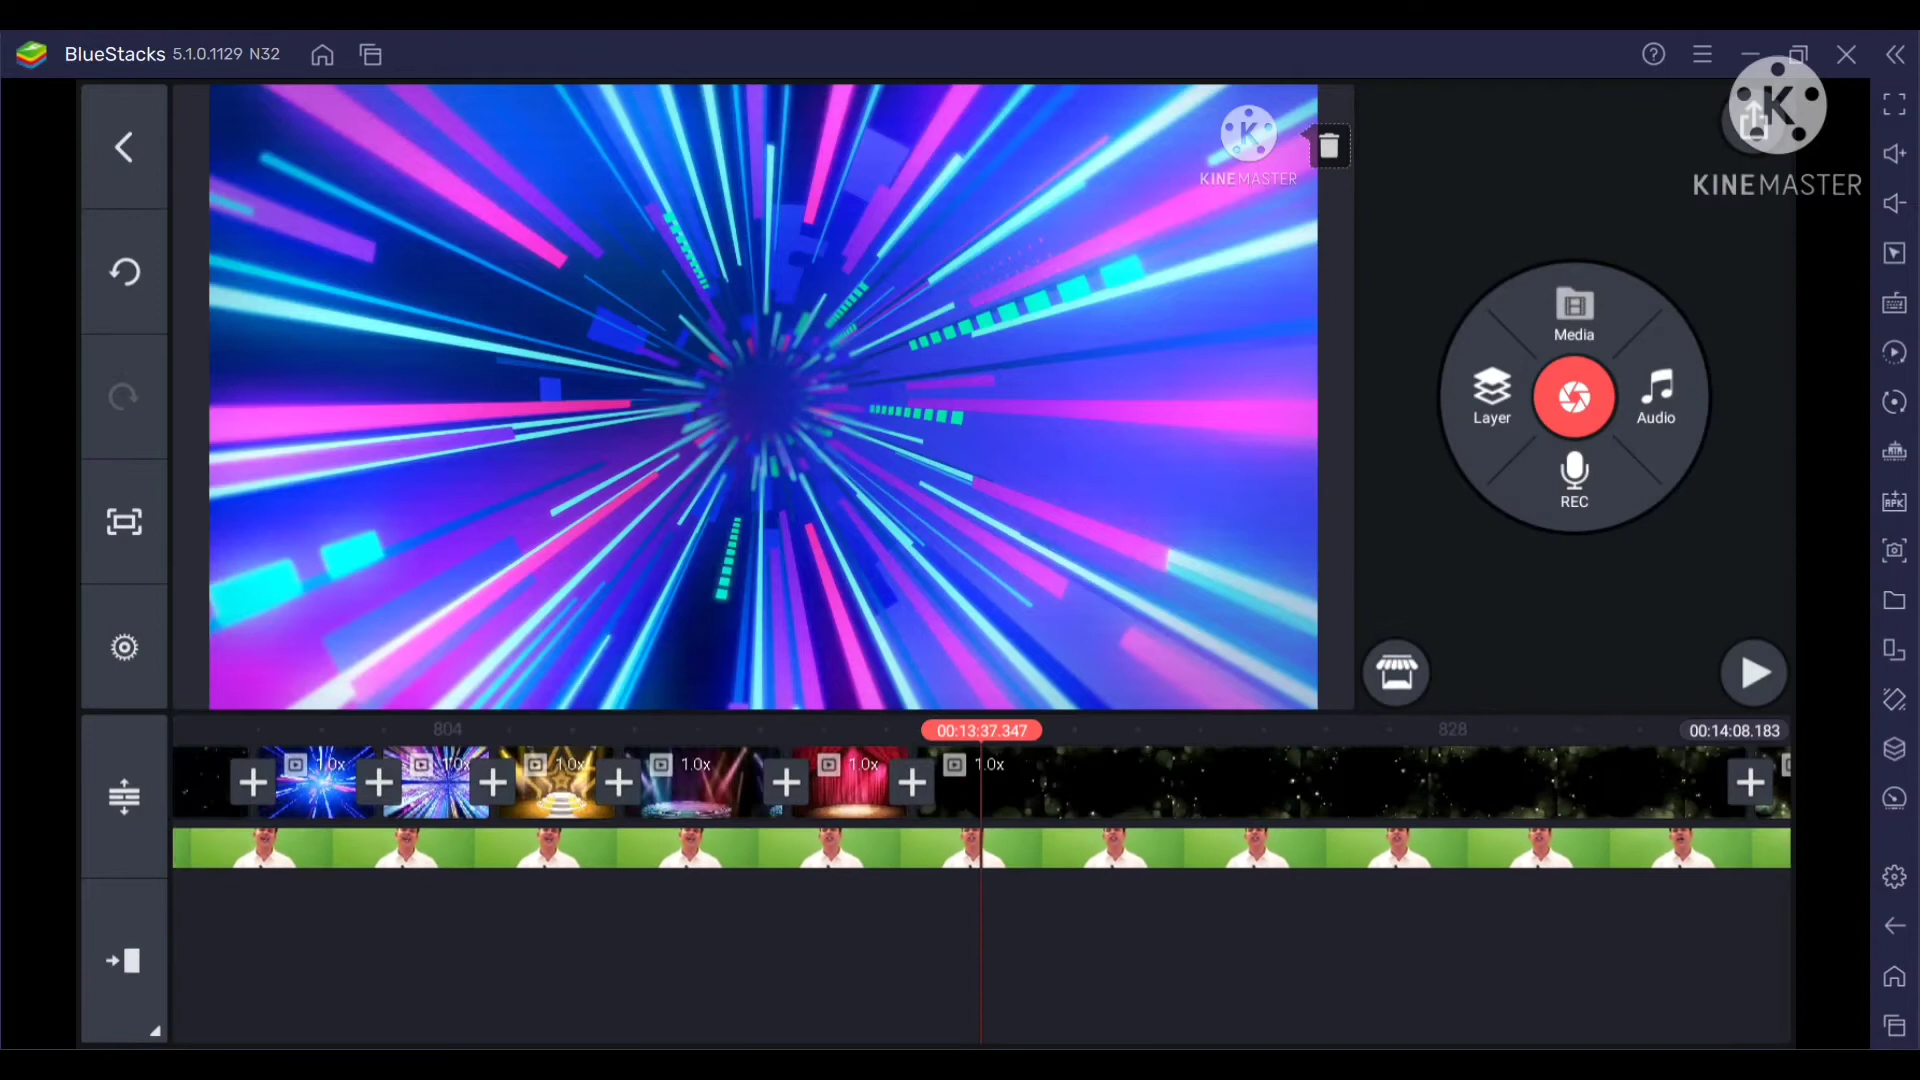 BlueStacks 5.1.0.1129 N32
KINEMASTER
KINEMASTER
Media
Layer
Audio
REC
804
00:13:37.347
828
00:14:08.183
1.0x
1.0x
1.0x
1.0x
1.0x
1.0x
APK